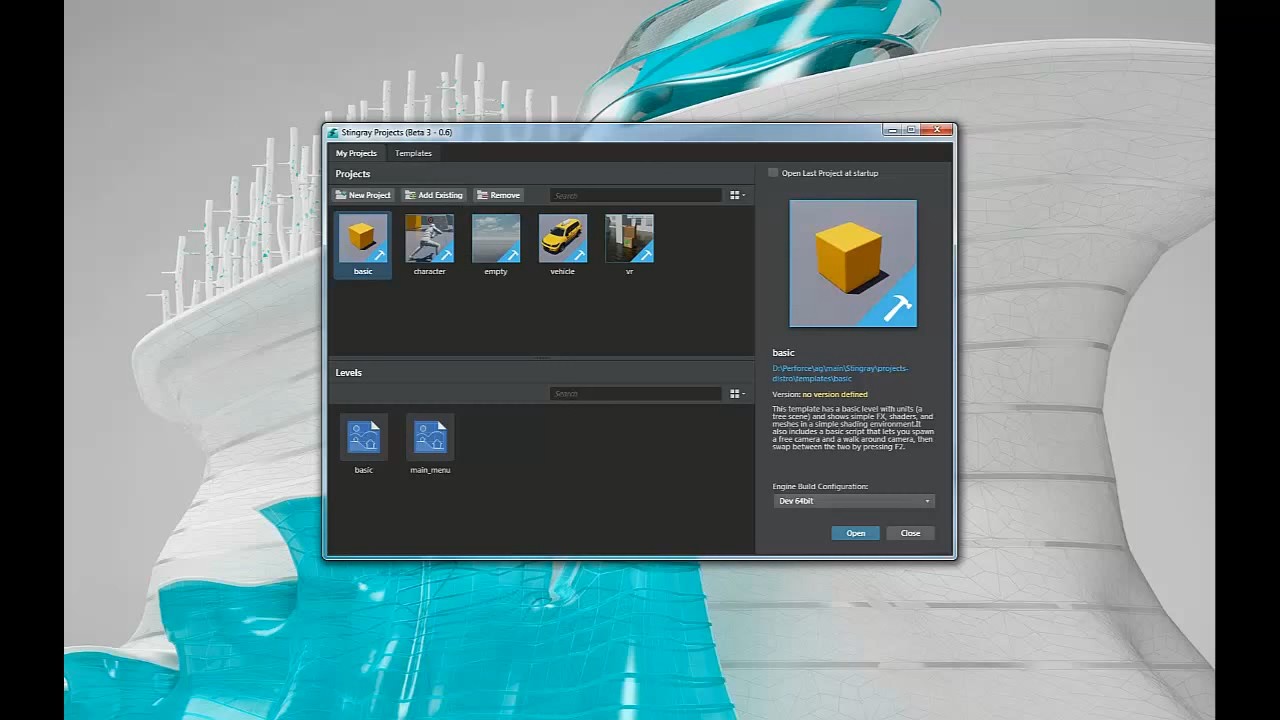 Stingray Projects (Beta 3 - 0.6)
My Projects Templates
Projects
New Project Add Existing Remove Search
basic character empty vehicle vr
Levels
Search
basic main_menu
Open Last Project at startup
basic
D:\Perforce\ag\main\Stingray\projects-
distro\templates\basic
Version: no version defined
This template has a basic level with units (a
tree scene) and shows simple FX, shaders, and
meshes in a simple shading environment.It
also includes a basic script that lets you spawn
a free camera and a walk around camera, then
swap between the two by pressing F2.
Engine Build Configuration:
Dev 64bit
Open Close